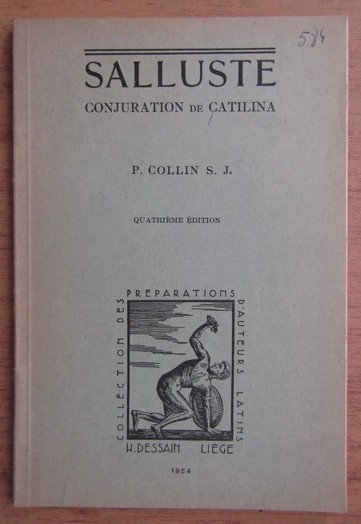 584
SALLUSTE
CONJURATION DE CATILINA
P. COLLIN S. J.
QUATRIÈME ÉDITION
COLLECTION DES
PRÉPARATIONS
D'AUTEURS LATINS
H. DESSAIN LIÈGE
1954